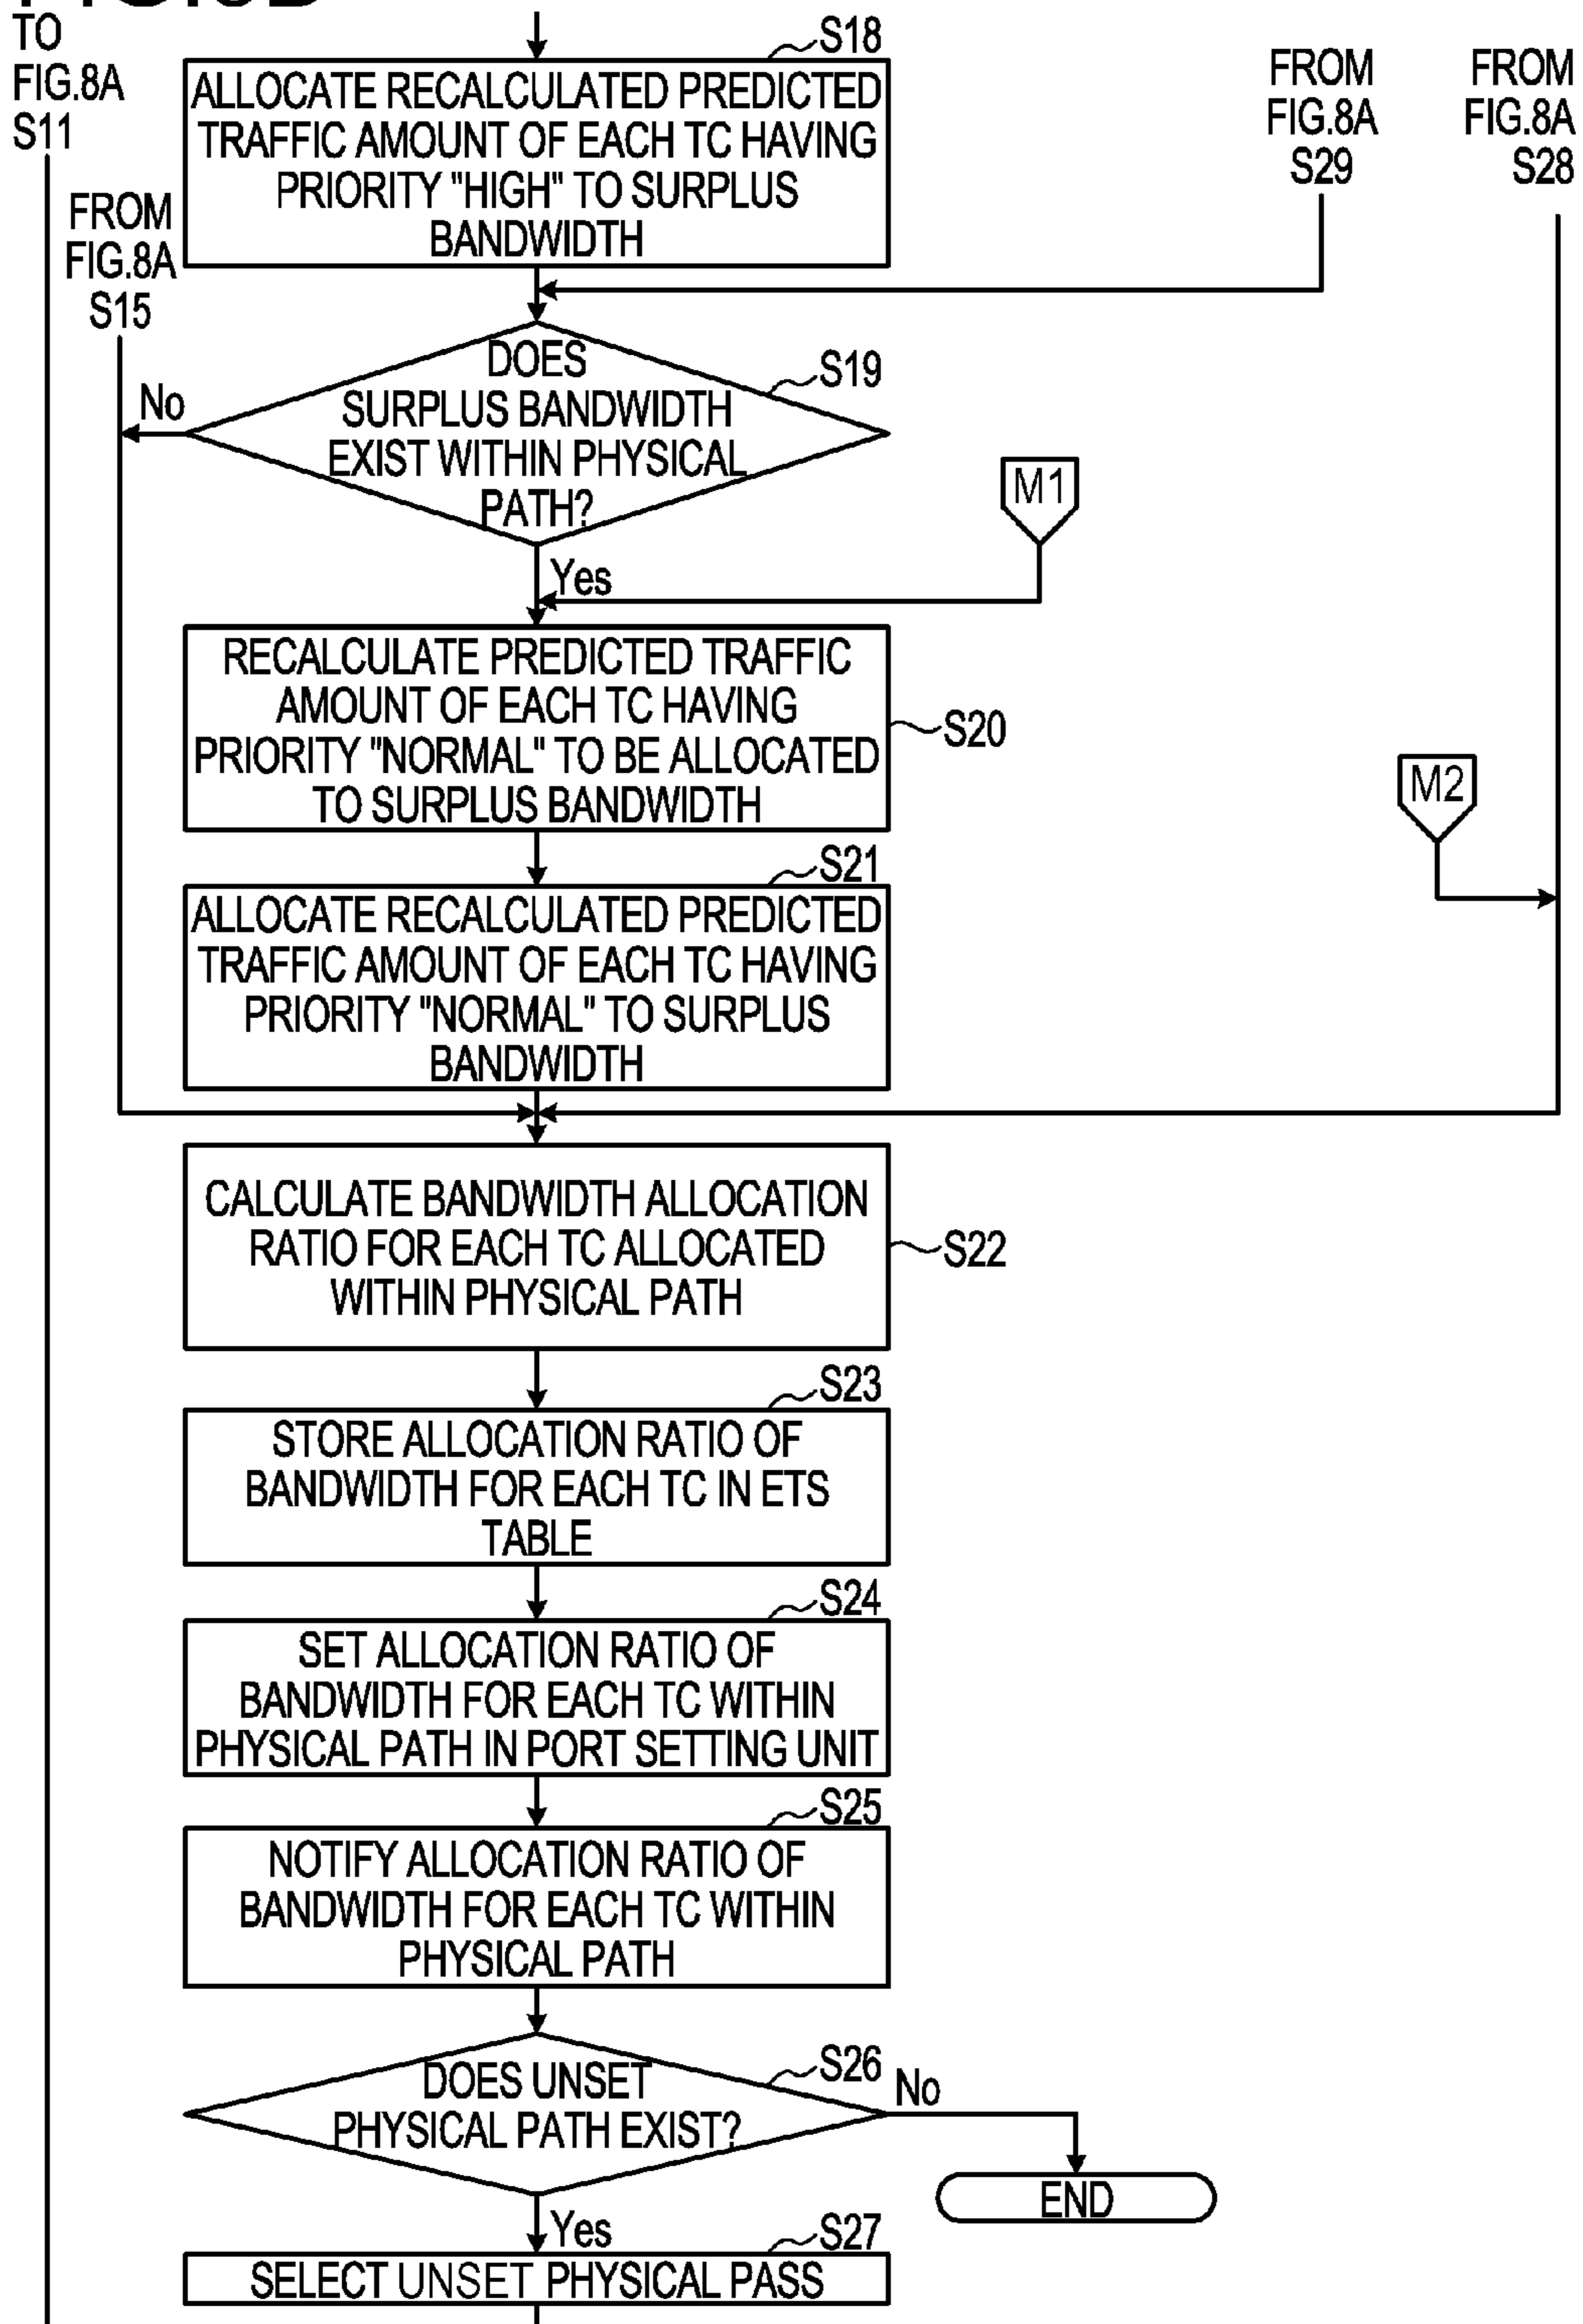 TO
FIG.8A
S11
S18
ALLOCATE RECALCULATED PREDICTED
TRAFFIC AMOUNT OF EACH TC HAVING
PRIORITY "HIGH" TO SURPLUS
BANDWIDTH
FROM
FIG.8A
S29
FROM
FIG.8A
S28
FROM
FIG.8A
S15
DOES
SURPLUS BANDWIDTH
EXIST WITHIN PHYSICAL
PATH?
S19
No
M1
Yes
RECALCULATE PREDICTED TRAFFIC
AMOUNT OF EACH TC HAVING
PRIORITY "NORMAL" TO BE ALLOCATED
TO SURPLUS BANDWIDTH
S20
M2
S21
ALLOCATE RECALCULATED PREDICTED
TRAFFIC AMOUNT OF EACH TC HAVING
PRIORITY "NORMAL" TO SURPLUS
BANDWIDTH
CALCULATE BANDWIDTH ALLOCATION
RATIO FOR EACH TC ALLOCATED
WITHIN PHYSICAL PATH
S22
S23
STORE ALLOCATION RATIO OF
BANDWIDTH FOR EACH TC IN ETS
TABLE
S24
SET ALLOCATION RATIO OF
BANDWIDTH FOR EACH TC WITHIN
PHYSICAL PATH IN PORT SETTING UNIT
S25
NOTIFY ALLOCATION RATIO OF
BANDWIDTH FOR EACH TC WITHIN
PHYSICAL PATH
DOES UNSET
PHYSICAL PATH EXIST?
S26
No
END
Yes
S27
SELECT UNSET PHYSICAL PASS